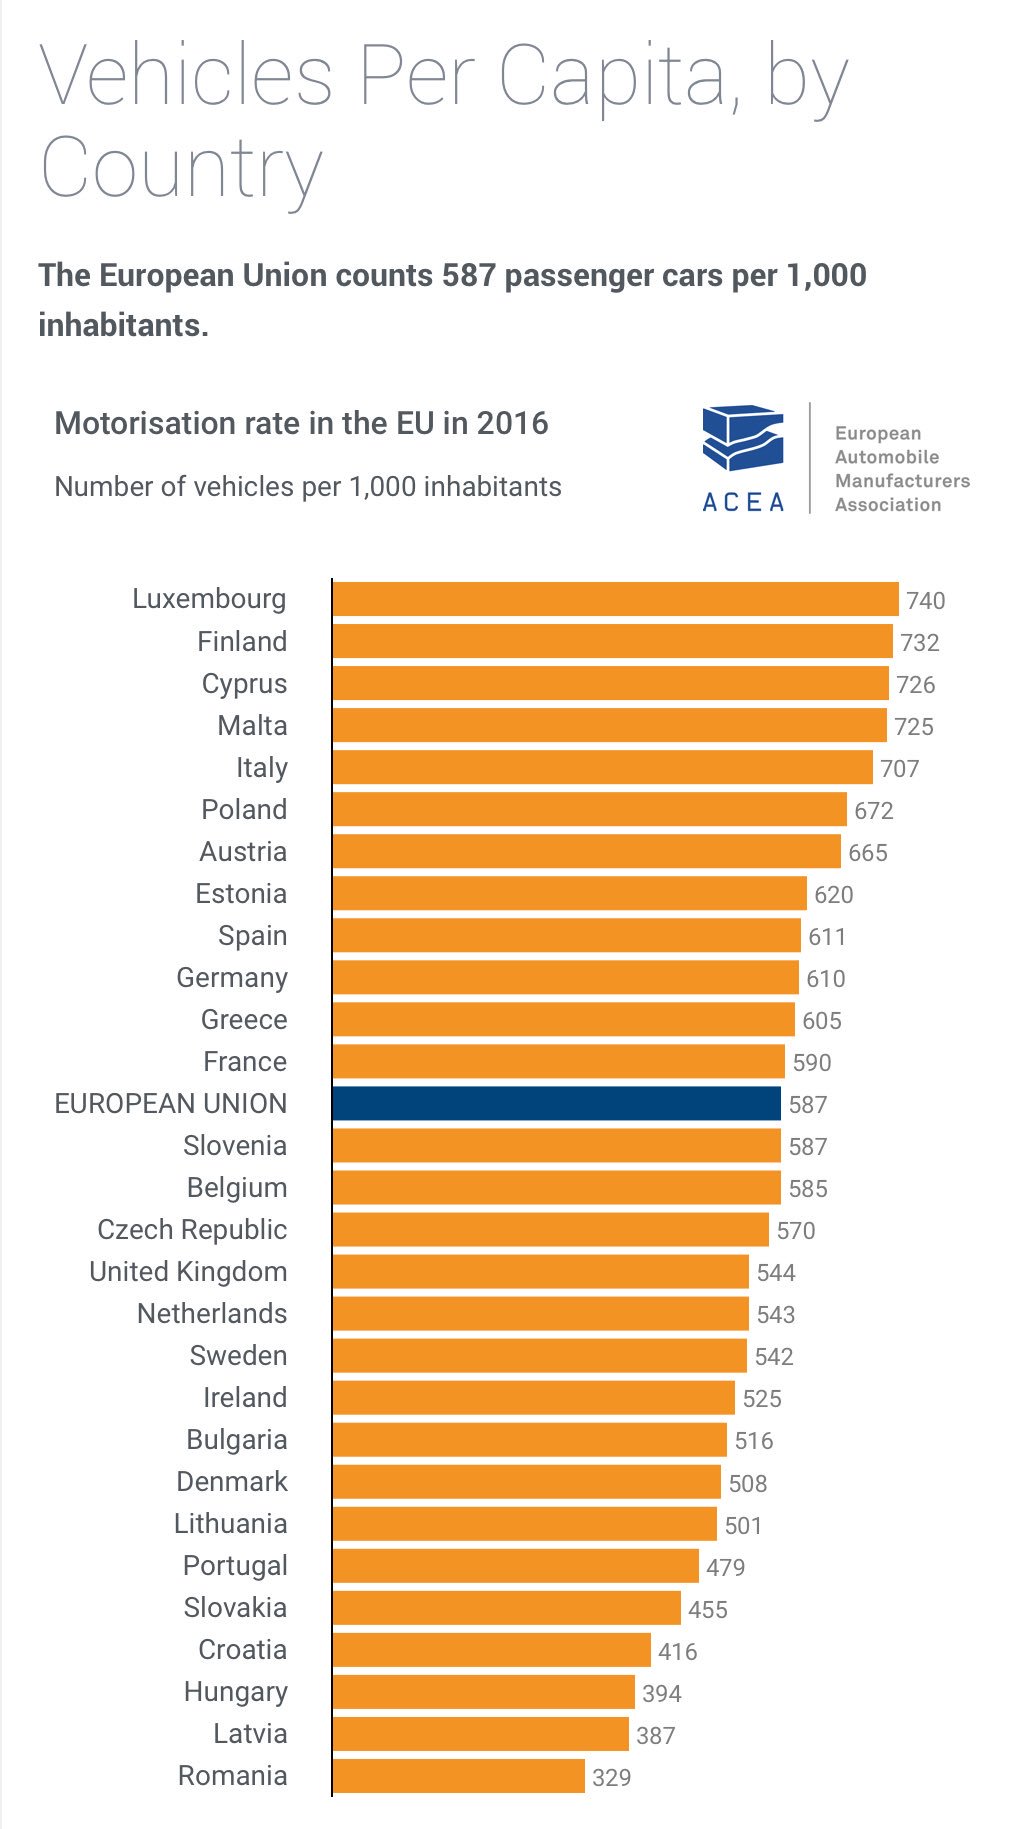 Vehicles Per Capita, by
Country
The European Union counts 587 passenger cars per 1,000
inhabitants.
Motorisation rate in the EU in 2016
Number of vehicles per 1,000 inhabitants
ACEA
European
Automobile
Manufacturers
Association
Luxembourg 740
Finland 732
Cyprus 726
Malta 725
Italy 707
Poland 672
Austria 665
Estonia 620
Spain 611
Germany 610
Greece 605
France 590
EUROPEAN UNION 587
Slovenia 587
Belgium 585
Czech Republic 570
United Kingdom 544
Netherlands 543
Sweden 542
Ireland 525
Bulgaria 516
Denmark 508
Lithuania 501
Portugal 479
Slovakia 455
Croatia 416
Hungary 394
Latvia 387
Romania 329